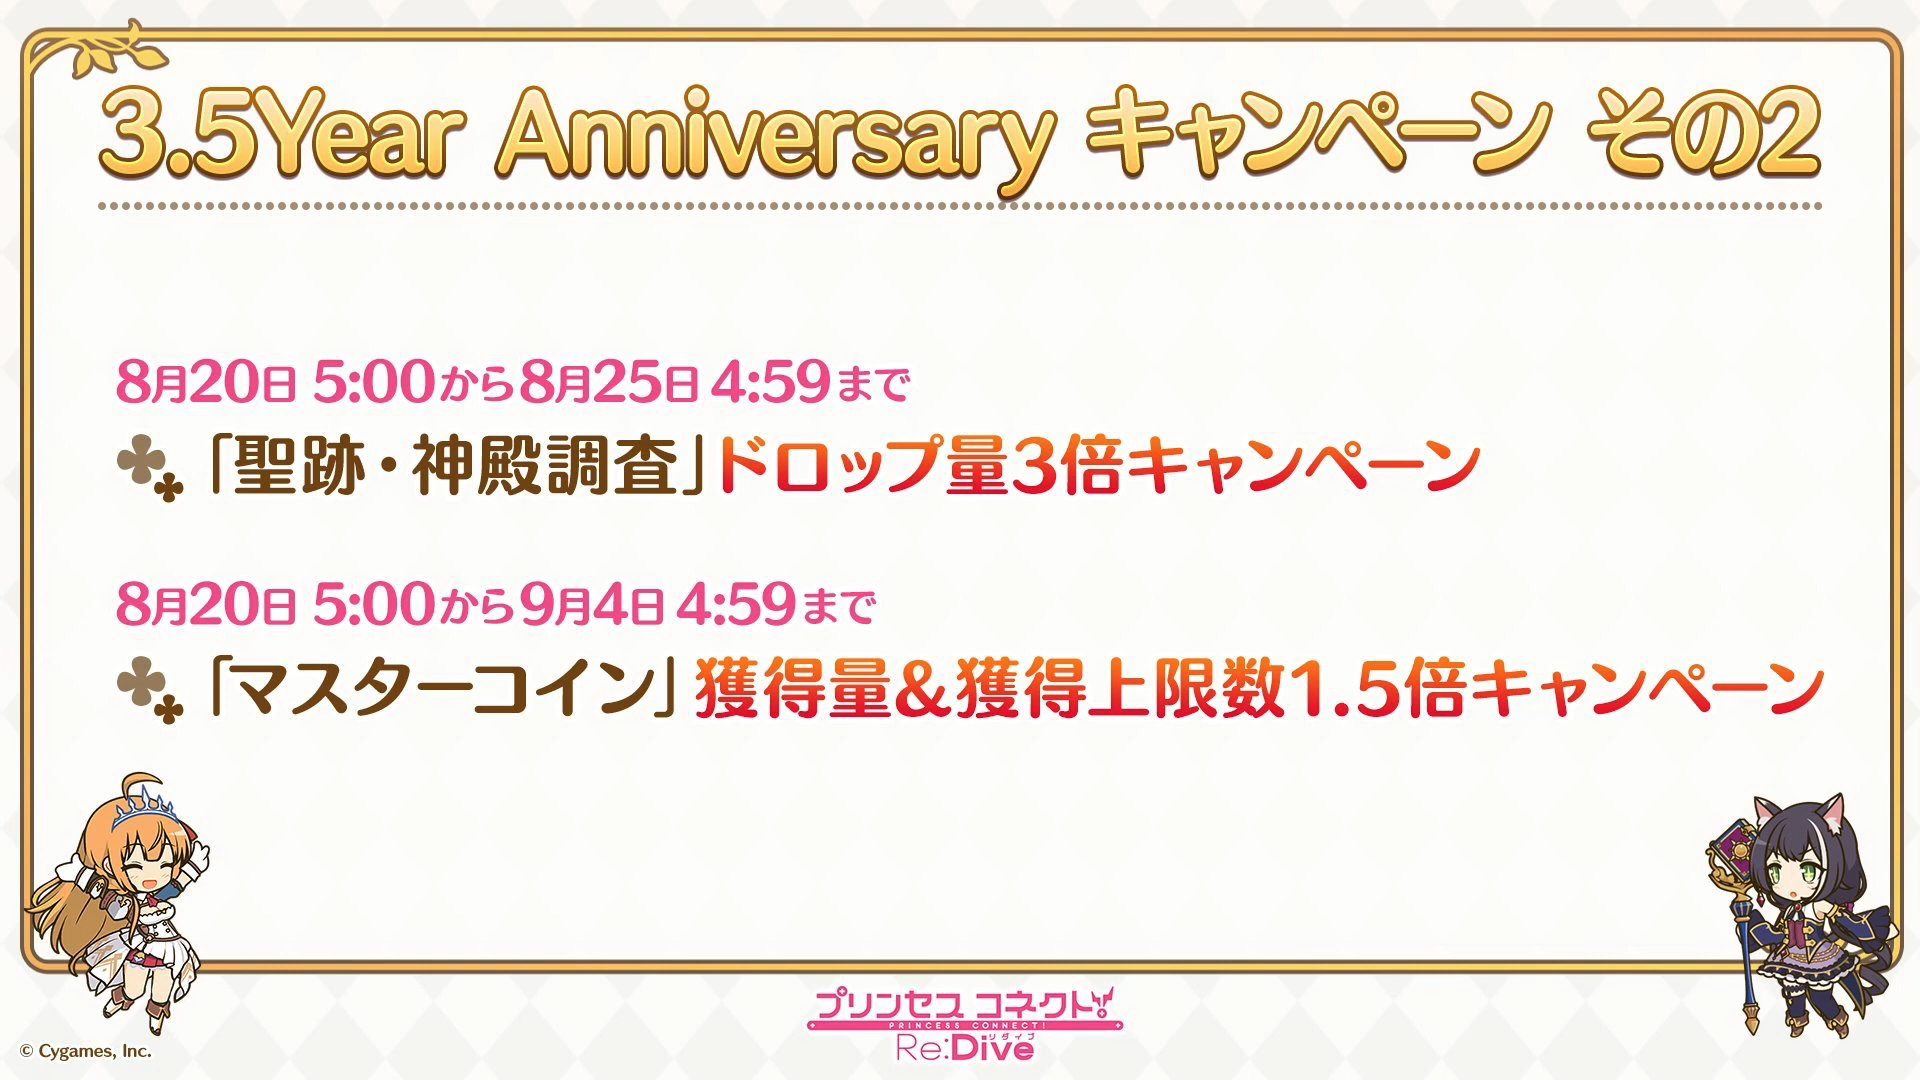 3.5Year Anniversary キャンペーン その2
8月20日 5:00から8月25日 4:59まで
「聖跡・神殿調査」ドロップ量3倍キャンペーン
8月20日 5:00から9月4日 4:59まで
「マスターコイン」獲得量&獲得上限数1.5倍キャンペーン
プリンセス コネクト!
PRINCESS CONNECT!
リダイブ
Re:Dive
© Cygames, Inc.